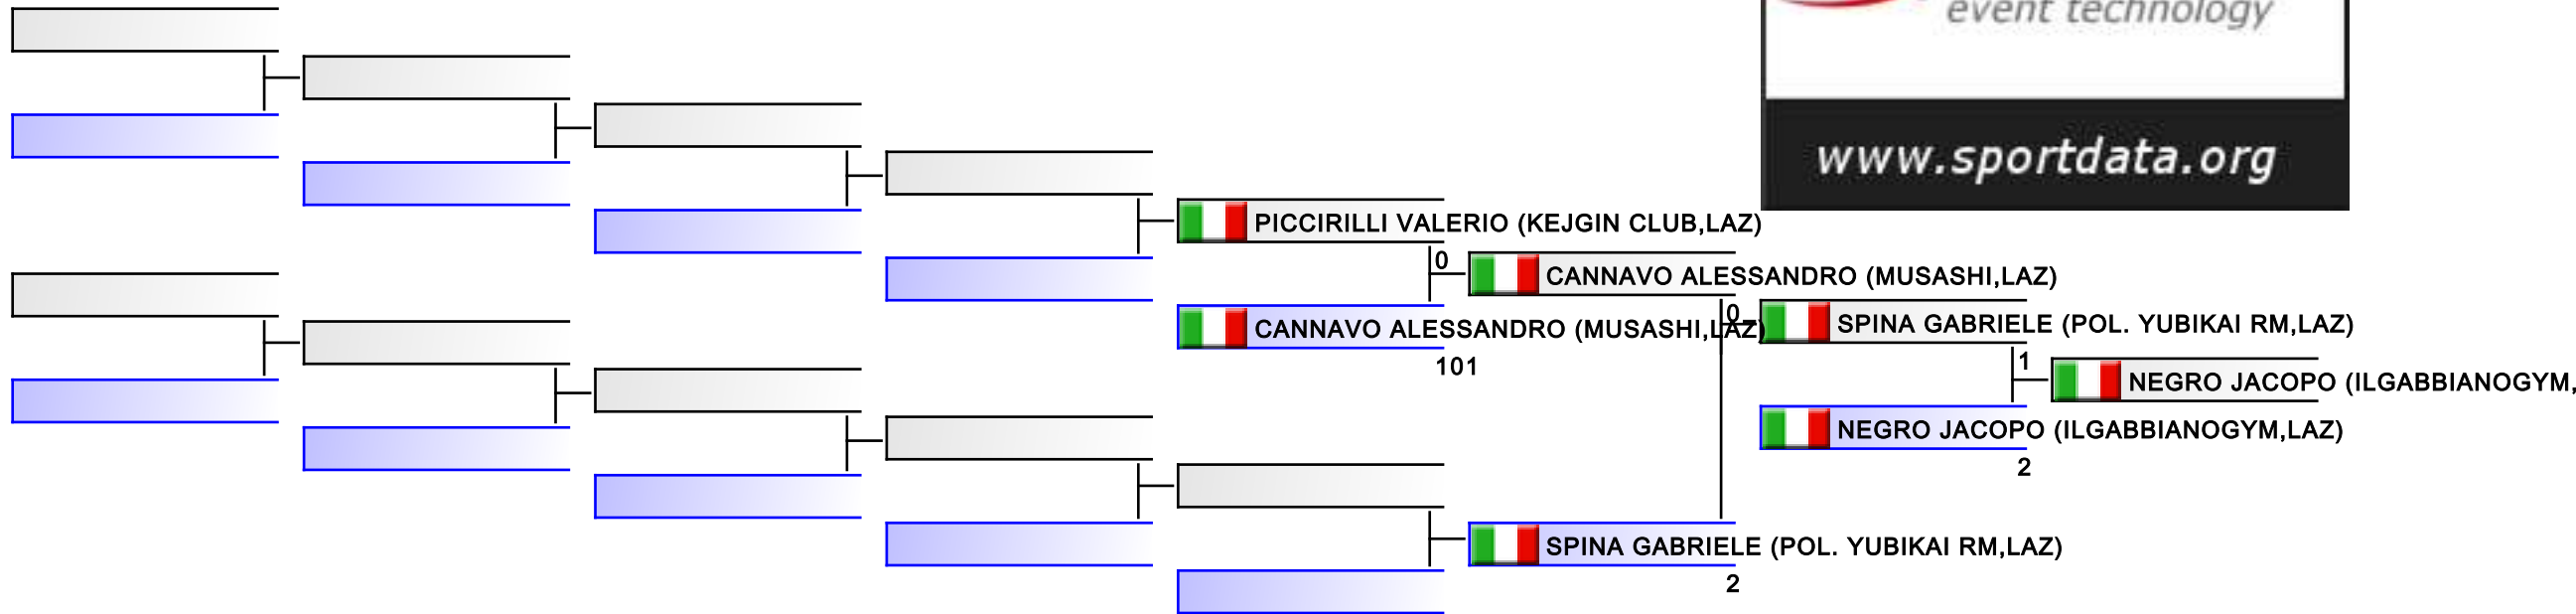 event technology
www.sportdata.org
PICCIRILLI VALERIO (KEJGIN CLUB,LAZ)
0
CANNAVO ALESSANDRO (MUSASHI,LAZ)
CANNAVO ALESSANDRO (MUSASHI,LAZ)
101
0
SPINA GABRIELE (POL. YUBIKAI RM,LAZ)
1
NEGRO JACOPO (ILGABBIANOGYM,
NEGRO JACOPO (ILGABBIANOGYM,LAZ)
2
SPINA GABRIELE (POL. YUBIKAI RM,LAZ)
2